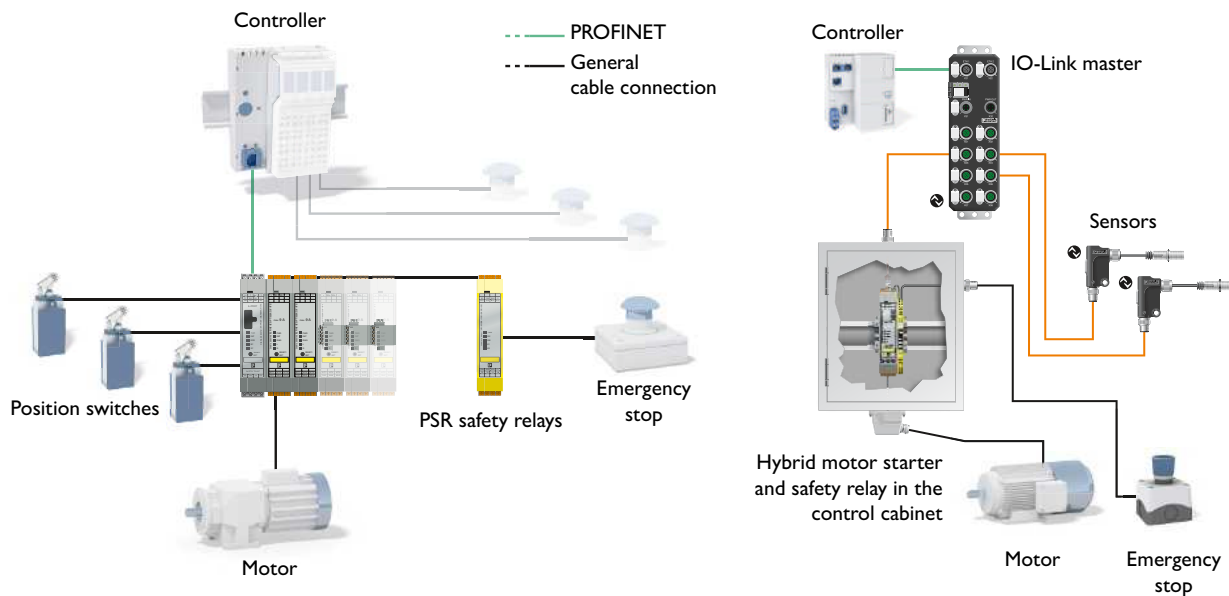 Controller
PROFINET
General
cable connection
Position switches
PSR safety relays
Emergency
stop
Motor
Controller
IO-Link master
Sensors
Hybrid motor starter
and safety relay in the
control cabinet
Motor
Emergency
stop